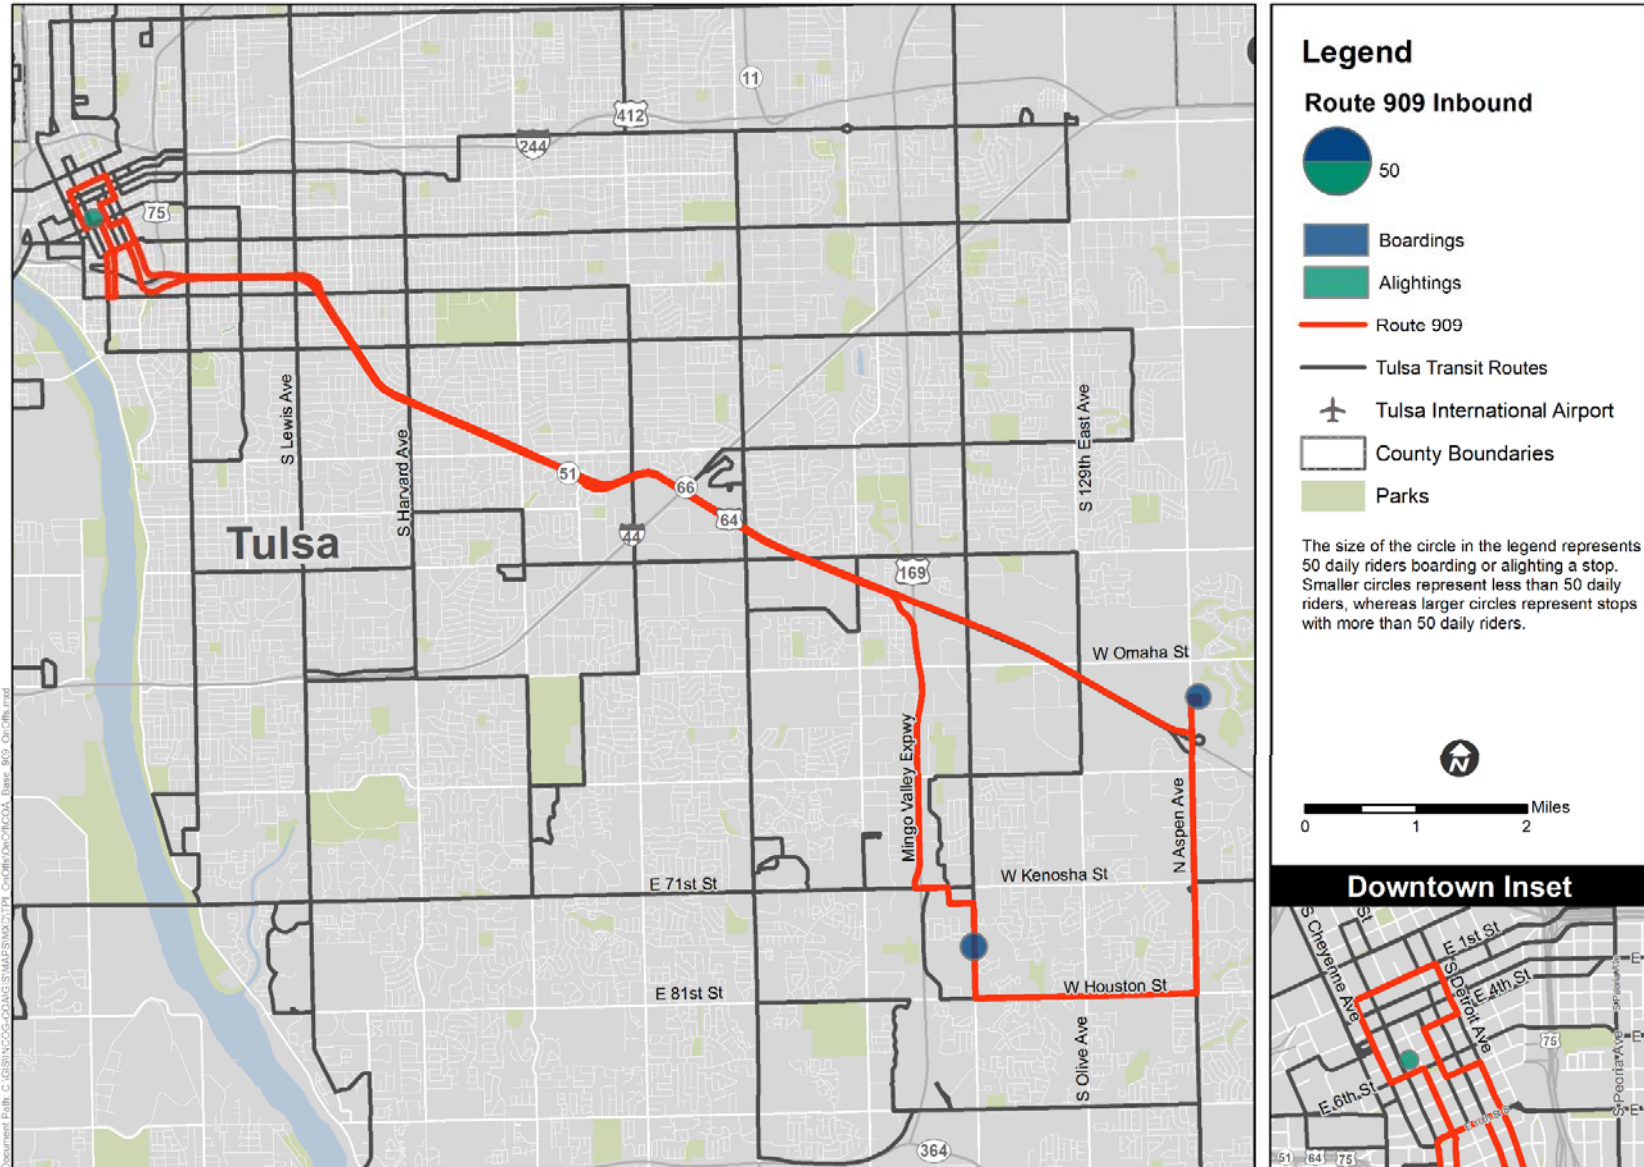 11
412
244
75
S Lewis Ave
S Harvard Ave
S 129th East Ave
51
66
64
44
169
Tulsa
W Omaha St
Mingo Valley Expwy
N Aspen Ave
W Kenosha St
E 71st St
E 81st St
W Houston St
S Olive Ave
364
Legend
Route 909 Inbound
50
Boardings
Alightings
Route 909
Tulsa Transit Routes
Tulsa International Airport
County Boundaries
Parks
The size of the circle in the legend represents
50 daily riders boarding or alighting a stop.
Smaller circles represent less than 50 daily
riders, whereas larger circles represent stops
with more than 50 daily riders.
N
Miles
0 1 2
Downtown Inset
St
S Cheyenne Ave
E 1st St
E 4th St
S Detroit Ave
75
E 6th St
S Peoria Ave
E
E
E
51 64 75